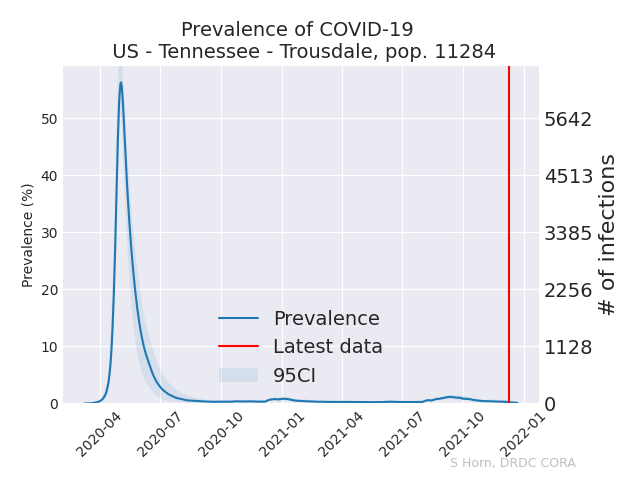 Prevalence of COVID-19
US - Tennessee - Trousdale, pop. 11284
Prevalence (%)
50
40
30
20
10
0
5642
4513
3385
2256
1128
0
# of infections
Prevalence
Latest data
95CI
2020-04
2020-07
2020-10
2021-01
2021-04
2021-07
2021-10
2022-01
S Horn, DRDC CORA